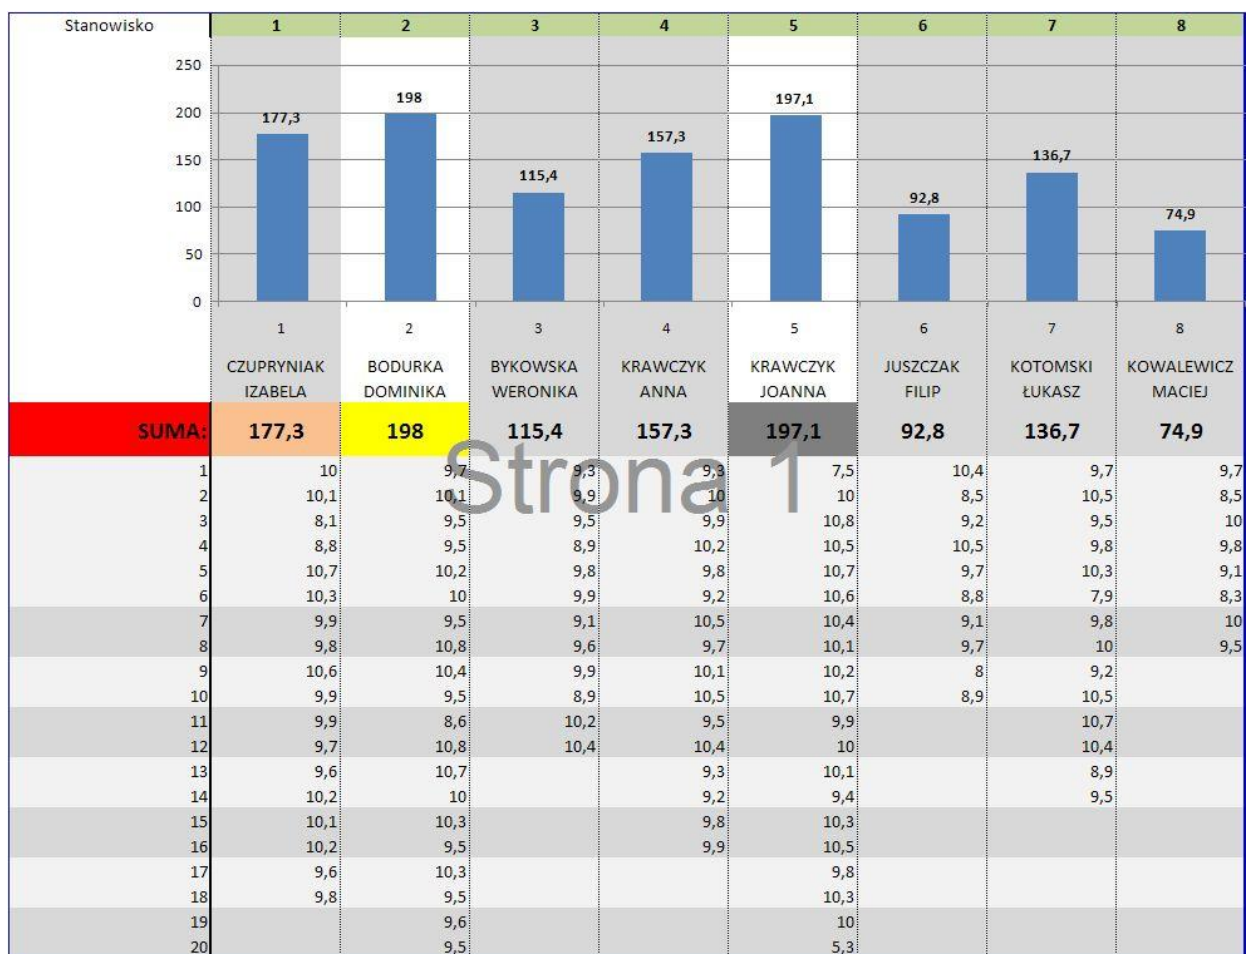 Stanowisko 1 2 3 4 5 6 7 8
250
200
150
100
50
0
177,3 198 115,4 157,3 197,1 92,8 136,7 74,9
1 2 3 4 5 6 7 8
CZUPRYNIAK BODURKA BYKOWSKA KRAWCZYK KRAWCZYK JUSZCZAK KOTOMSKI KOWALEWICZ
IZABELA DOMINIKA WERONIKA ANNA JOANNA FILIP ŁUKASZ MACIEJ
SUMA: 177,3 198 115,4 157,3 197,1 92,8 136,7 74,9
Strona 1
1 10 9,7 9,3 9,3 7,5 10,4 9,7 9,7
2 10,1 10,1 9,9 10 10 8,5 10,5 8,5
3 8,1 9,5 9,5 9,9 10,8 9,2 9,5 10
4 8,8 9,5 8,9 10,2 10,5 10,5 9,8 9,8
5 10,7 10,2 9,8 9,8 10,7 9,7 10,3 9,1
6 10,3 10 9,9 9,2 10,6 8,8 7,9 8,3
7 9,9 9,5 9,1 10,5 10,4 9,1 9,8 10
8 9,8 10,8 9,6 9,7 10,1 9,7 10 9,5
9 10,6 10,4 9,9 10,1 10,2 8 9,2
10 9,9 9,5 8,9 10,5 10,7 8,9 10,5
11 9,9 8,6 10,2 9,5 9,9 10,7
12 9,7 10,8 10,4 10,4 10 10,4
13 9,6 10,7 9,3 10,1 8,9
14 10,2 10 9,2 9,4 9,5
15 10,1 10,3 9,8 10,3
16 10,2 9,5 9,9 10,5
17 9,6 10,3 9,8
18 9,8 9,5 10,3
19 9,6 10
20 9,5 5,3